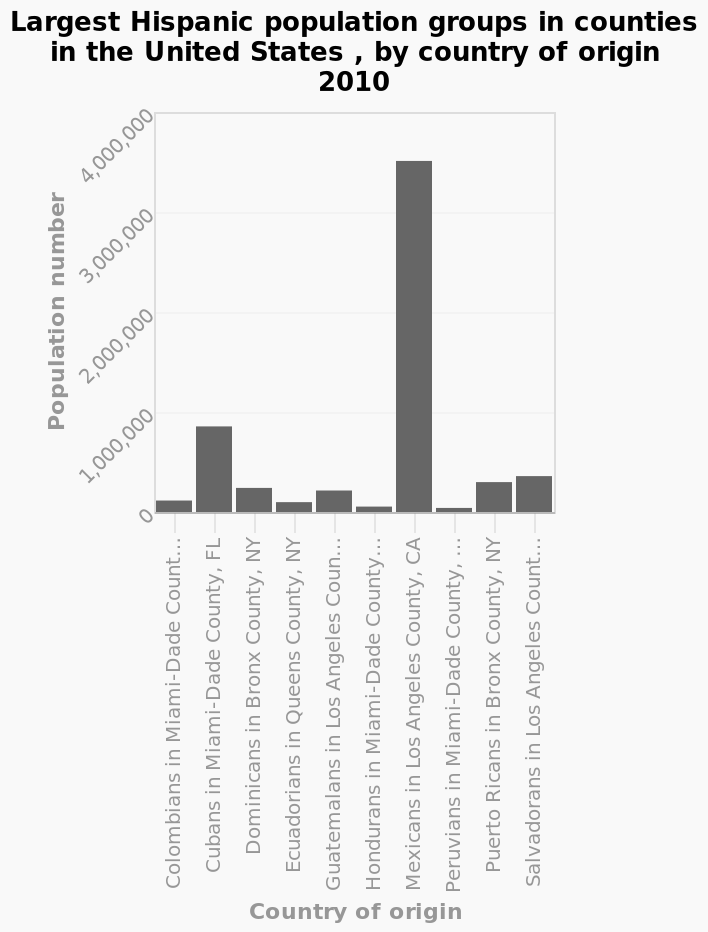 Largest Hispanic population groups in counties
in the United States , by country of origin
2010
Population number
4,000,000
3,000,000
2,000,000
1,000,000
0
Colombians in Miami-Dade Count...
Cubans in Miami-Dade County, FL
Dominicans in Bronx County, NY
Ecuadorians in Queens County, NY
Guatemalans in Los Angeles Coun...
Hondurans in Miami-Dade County...
Mexicans in Los Angeles County, CA
Peruvians in Miami-Dade County, ...
Puerto Ricans in Bronx County, NY
Salvadorans in Los Angeles Count...
Country of origin